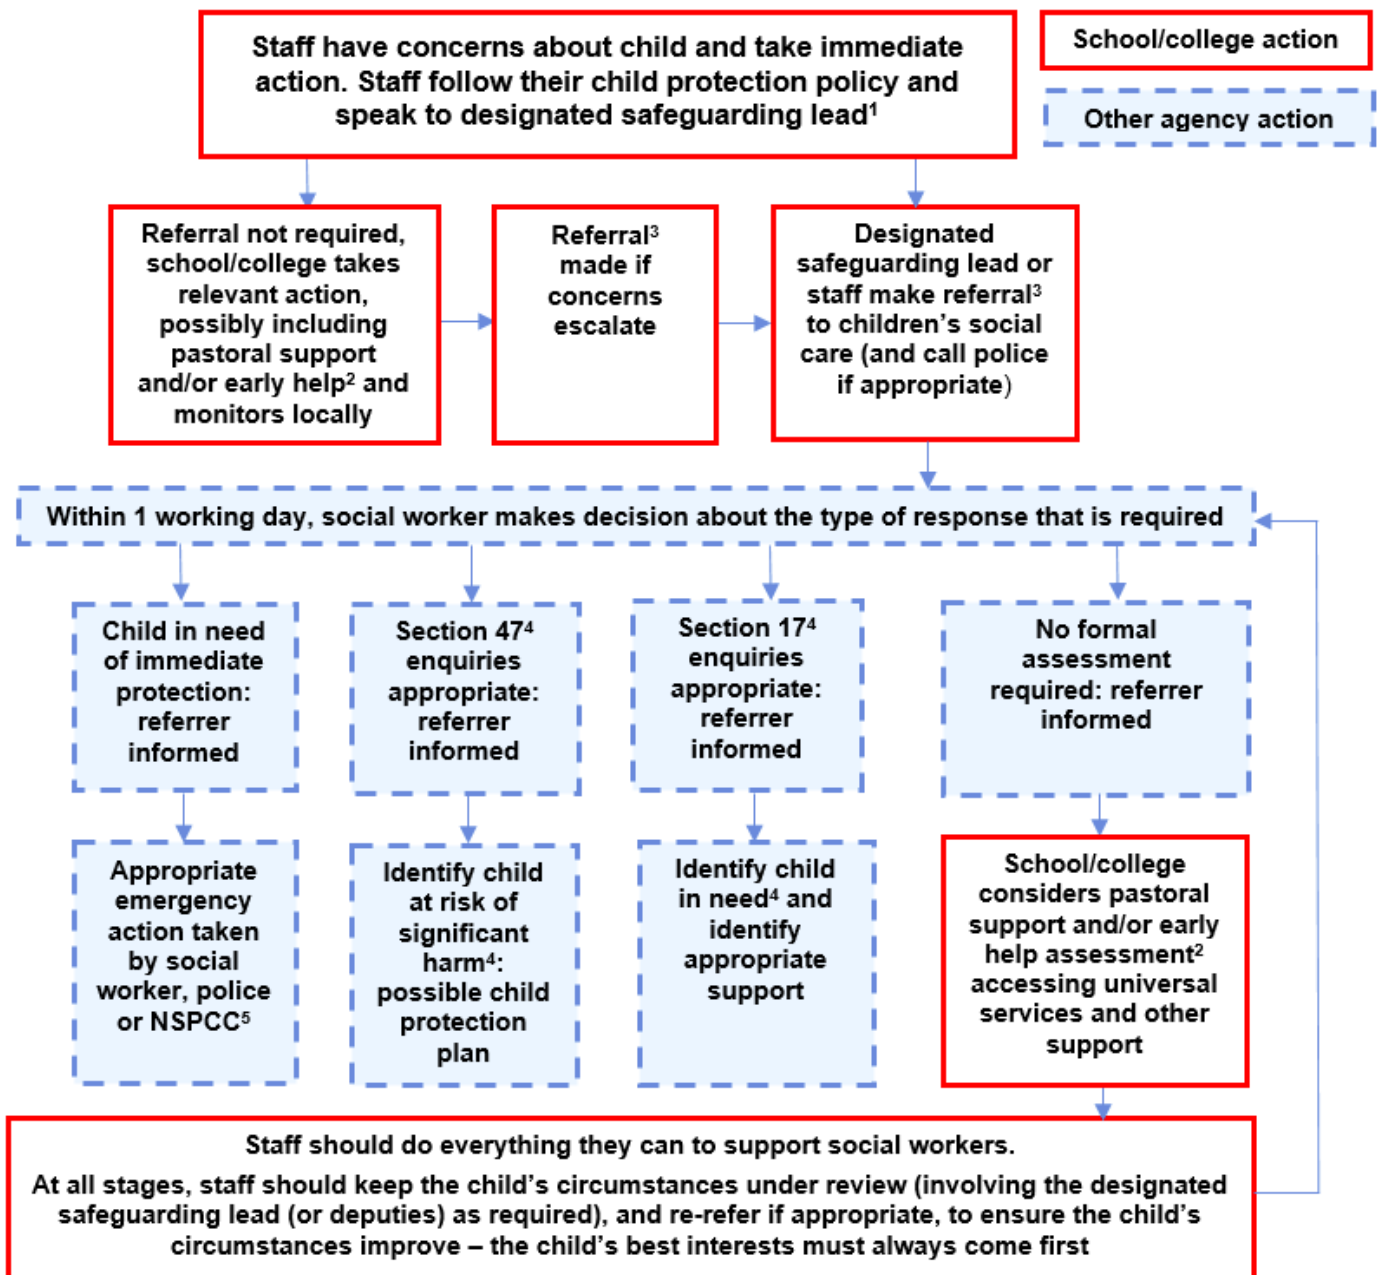 Staff have concerns about child and take immediate
action. Staff follow their child protection policy and
speak to designated safeguarding lead¹
School/college action
Other agency action
Referral not required,
school/college takes
relevant action,
possibly including
pastoral support
and/or early help² and
monitors locally
Referral³
made if
concerns
escalate
Designated
safeguarding lead or
staff make referral³
to children’s social
care (and call police
if appropriate)
Within 1 working day, social worker makes decision about the type of response that is required
Child in need
of immediate
protection:
referrer
informed
Section 47⁴
enquiries
appropriate:
referrer
informed
Section 17⁴
enquiries
appropriate:
referrer
informed
No formal
assessment
required: referrer
informed
Appropriate
emergency
action taken
by social
worker, police
or NSPCC⁵
Identify child
at risk of
significant
harm⁴:
possible child
protection
plan
Identify child
in need⁴ and
identify
appropriate
support
School/college
considers pastoral
support and/or early
help assessment²
accessing universal
services and other
support
Staff should do everything they can to support social workers.
At all stages, staff should keep the child’s circumstances under review (involving the designated
safeguarding lead (or deputies) as required), and re-refer if appropriate, to ensure the child’s
circumstances improve – the child’s best interests must always come first